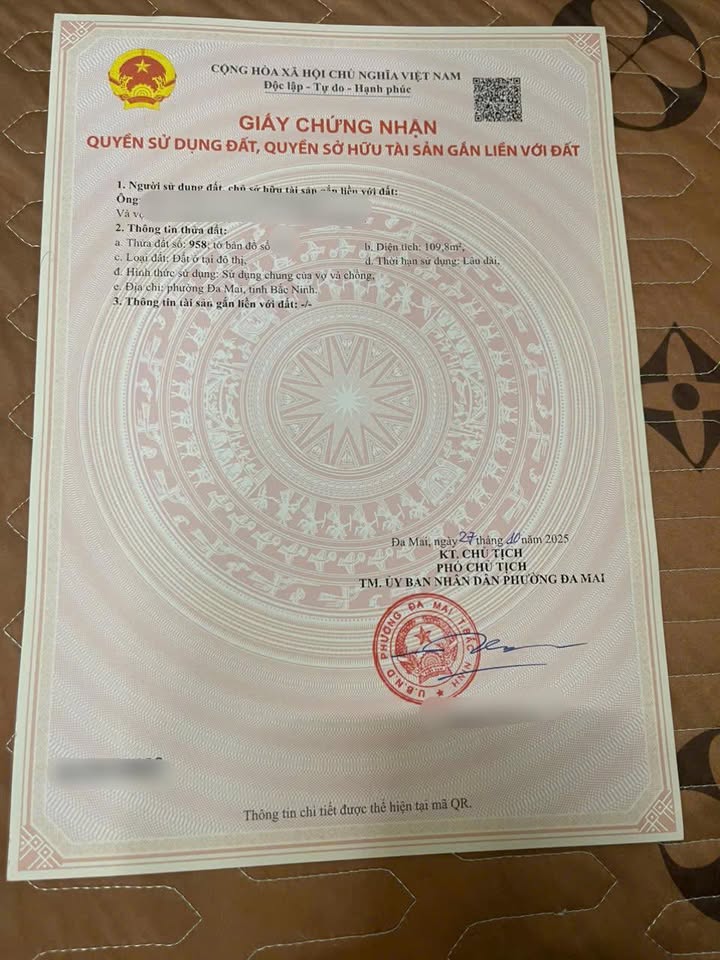 CỘNG HÒA XÃ HỘI CHỦ NGHĨA VIỆT NAM
Độc lập - Tự do - Hạnh phúc
GIẤY CHỨNG NHẬN
QUYỀN SỬ DỤNG ĐẤT, QUYỀN SỞ HỮU TÀI SẢN GẮN LIỀN VỚI ĐẤT
1. Người sử dụng đất, chủ sở hữu tài sản gắn liền với đất:
Ông
Và vợ
2. Thông tin thửa đất:
a. Thửa đất số: 958; tờ bản đồ số
b. Diện tích: 109,8m²,
c. Loại đất: Đất ở tại đô thị,
d. Thời hạn sử dụng: Lâu dài,
đ. Hình thức sử dụng: Sử dụng chung của vợ và chồng,
e. Địa chỉ: phường Đa Mai, tỉnh Bắc Ninh.
3. Thông tin tài sản gắn liền với đất: -/-
Đa Mai, ngày 27 tháng 10 năm 2025
KT. CHỦ TỊCH
PHÓ CHỦ TỊCH
TM. ỦY BAN NHÂN DÂN PHƯỜNG ĐA MAI
U.B.N.D PHƯỜNG ĐA MAI T.BẮC NINH
Thông tin chi tiết được thể hiện tại mã QR.